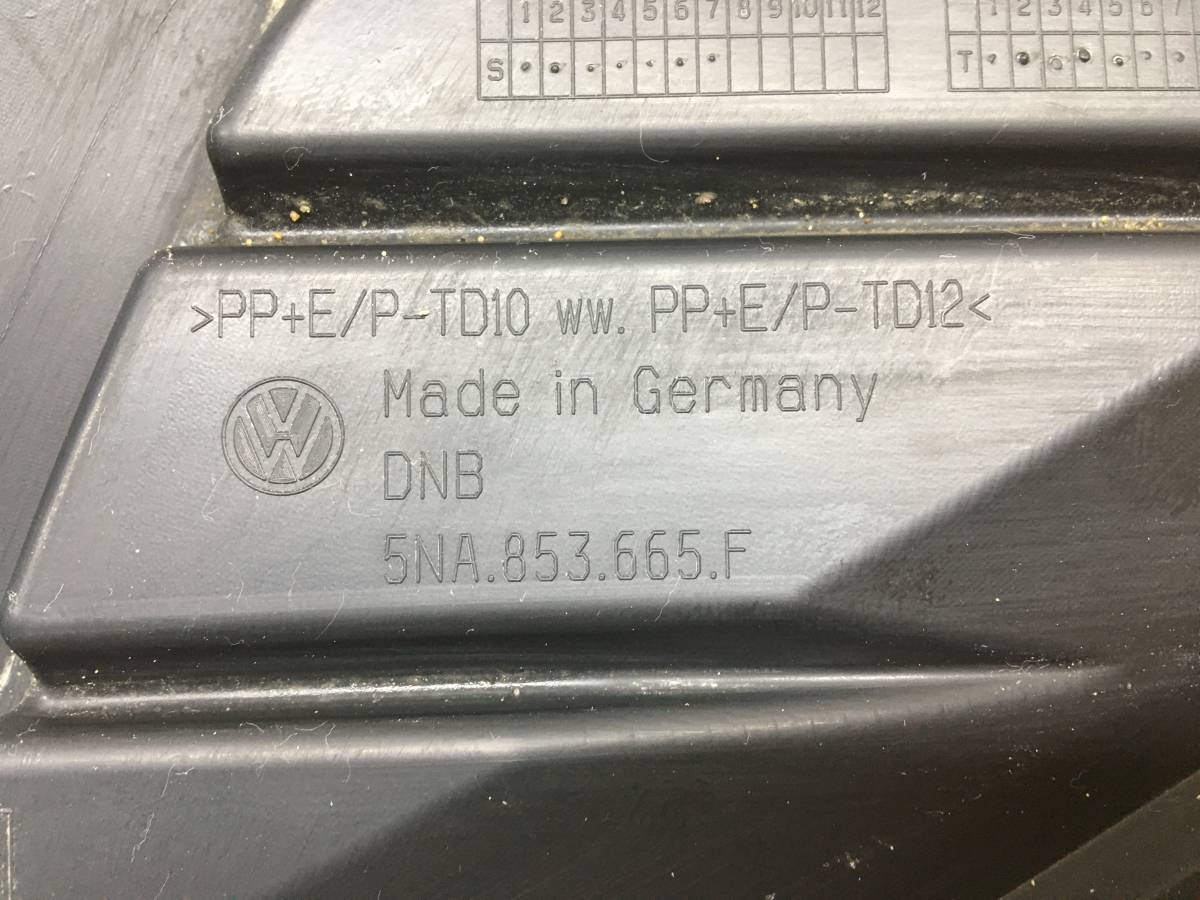 1 2 3 4 5 6 7 8 9 10 11 12
S
1 2 3 4 5 6 7
T
>PP+E/P-TD10 ww. PP+E/P-TD12<
Made in Germany
DNB
5NA.853.665.F